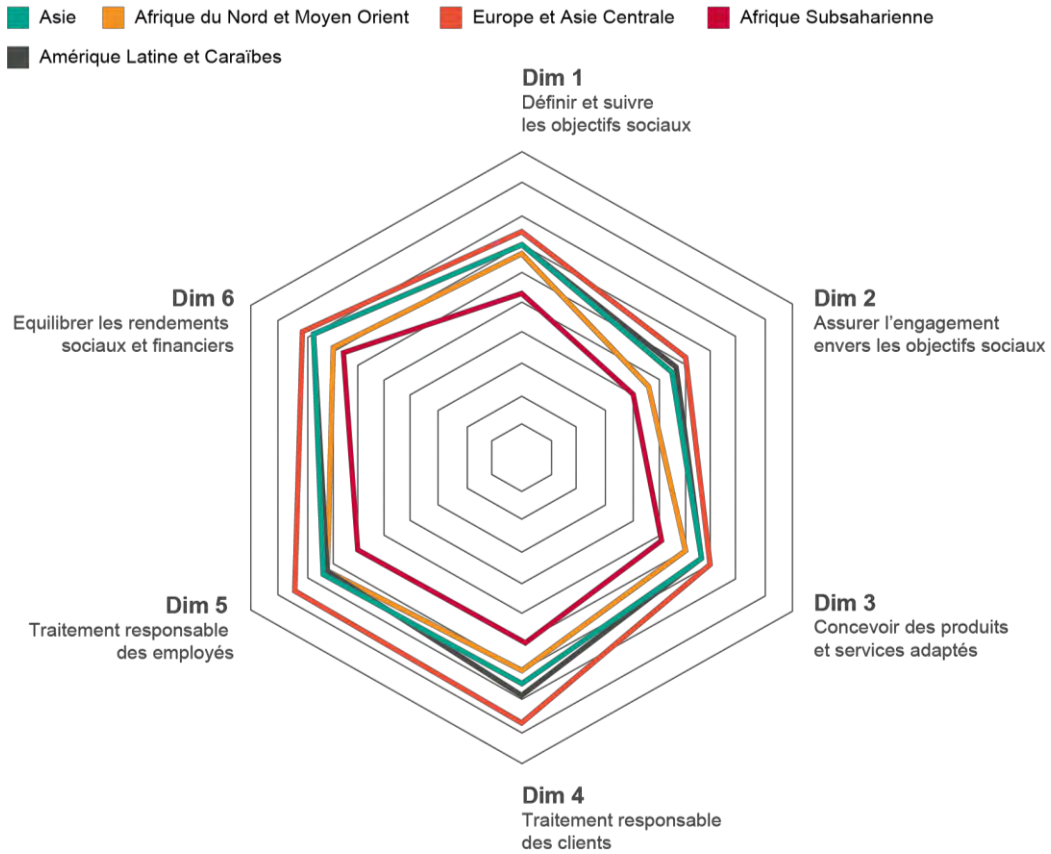 Asie
Afrique du Nord et Moyen Orient
Europe et Asie Centrale
Afrique Subsaharienne
Amérique Latine et Caraïbes
Dim 1
Définir et suivre
les objectifs sociaux
Dim 2
Assurer l'engagement
envers les objectifs sociaux
Dim 3
Concevoir des produits
et services adaptés
Dim 4
Traitement responsable
des clients
Dim 5
Traitement responsable
des employés
Dim 6
Equilibrer les rendements
sociaux et financiers